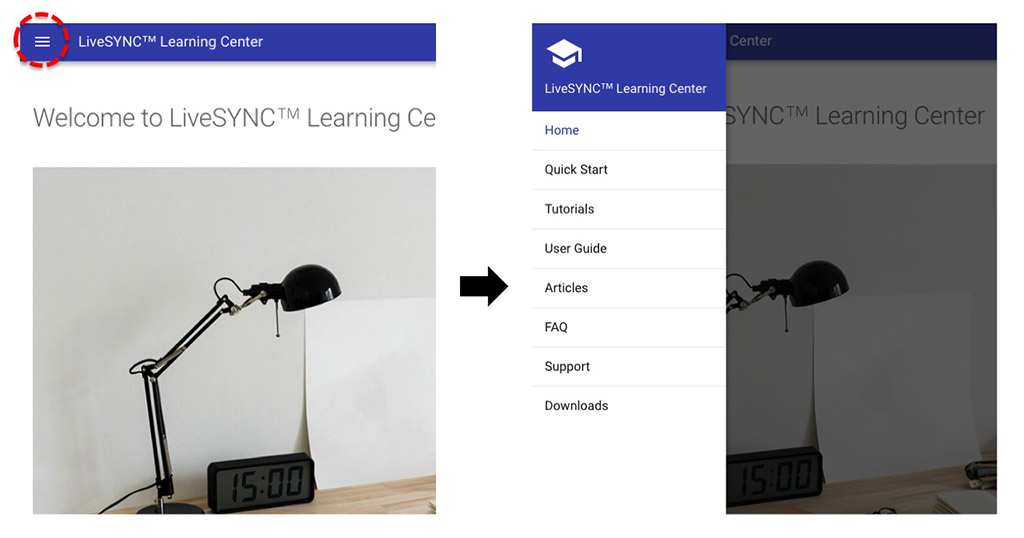 LiveSYNC™ Learning Center
Welcome to LiveSYNC™ Learning Ce
15:00
LiveSYNC™ Learning Center
Home
Quick Start
Tutorials
User Guide
Articles
FAQ
Support
Downloads
Center
SYNC™ Learning Center
15:00